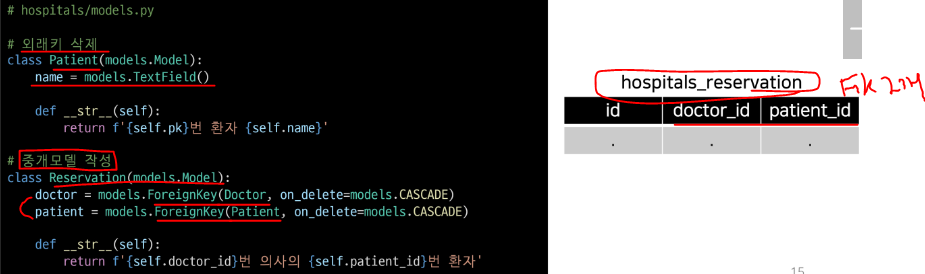 # hospitals/models.py
# 외래키 삭제
class Patient(models.Model):
    name = models.TextField()
    def __str__(self):
        return f'{self.pk}번 환자 {self.name}'
# 중개모델 작성
class Reservation(models.Model):
    doctor = models.ForeignKey(Doctor, on_delete=models.CASCADE)
    patient = models.ForeignKey(Patient, on_delete=models.CASCADE)
    def __str__(self):
        return f'{self.doctor_id}번 의사의 {self.patient_id}번 환자'
hospitals_reservation
id doctor_id patient_id
. . .
15